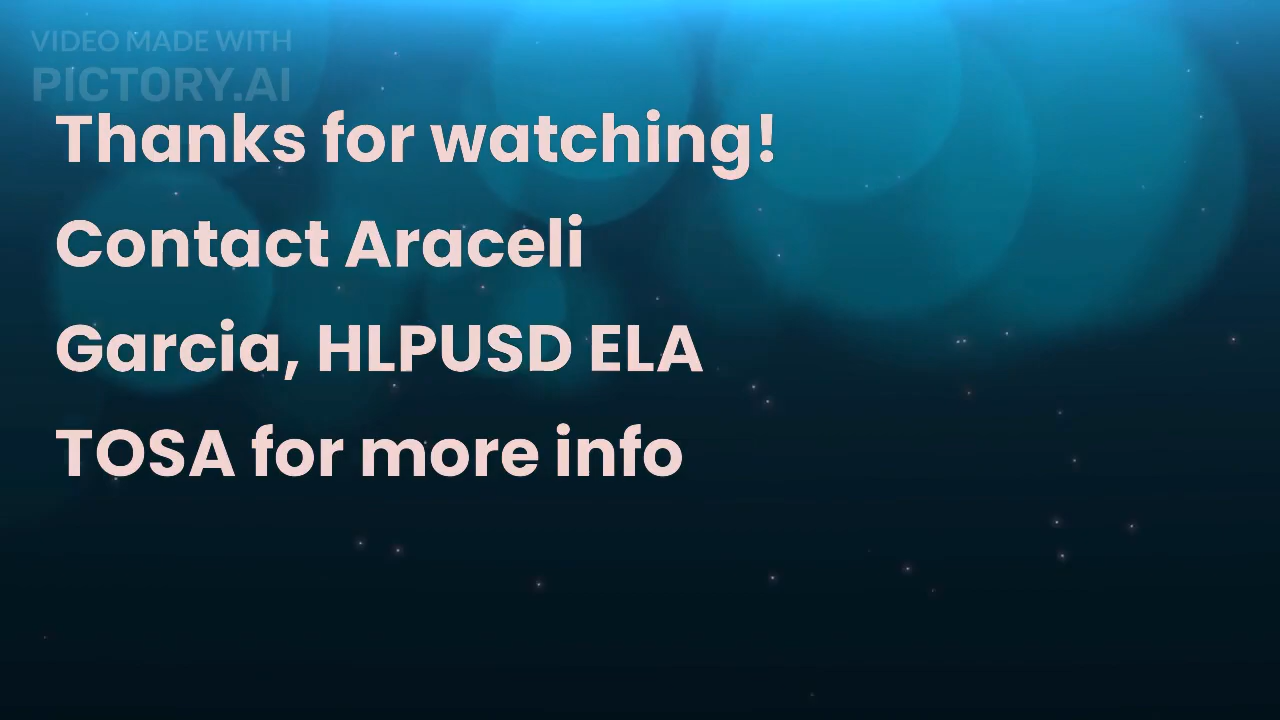 VIDEO MADE WITH
PICTORY.AI
Thanks for watching!
Contact Araceli
Garcia, HLPUSD ELA
TOSA for more info